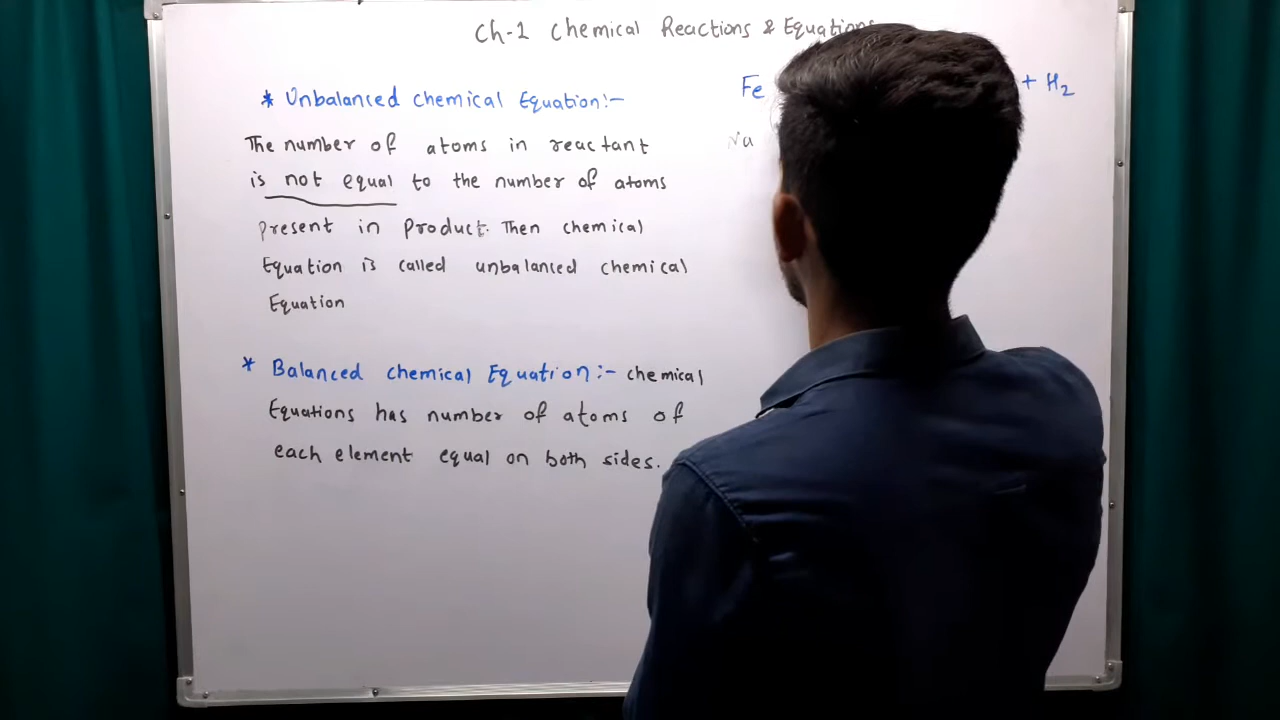 Ch-1 Chemical Reactions & Equations
* Unbalanced chemical Equation:-
The number of atoms in reactant
is not equal to the number of atoms
present in product. Then chemical
Equation is called unbalanced chemical
Equation
* Balanced chemical Equation:- chemical
Equations has number of atoms of
each element equal on both sides.
Fe + H₂
Na